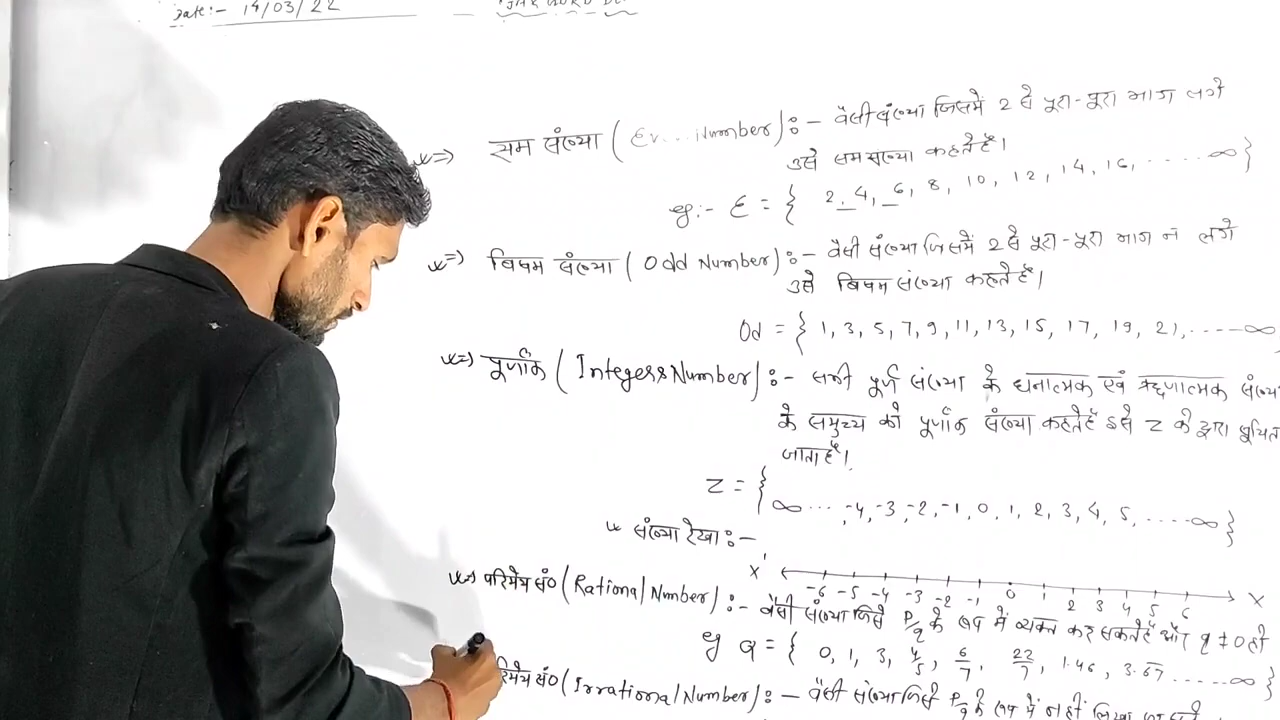 Date:- 14/03/22
सम संख्या (Ev... Number):- वैसी संख्या जिसमें 2 से पूरा-पूरा भाग लगे
उसे सम संख्या कहते हैं।
eg:- E = { 2, 4, 6, 8, 10, 12, 14, 16, ..... ∞ }
बिषम संख्या ( Odd Number):- वैसी संख्या जिसमें 2 से पूरा-पूरा भाग न लगे
उसे बिषम संख्या कहते हैं।
Od = { 1, 3, 5, 7, 9, 11, 13, 15, 17, 19, 21, ..... ∞
पूर्णांक ( Integers Number):- सभी पूर्ण संख्या के धनात्मक एवं ऋणात्मक संख्या
के समुच्य को पूर्णांक संख्या कहते हैं इसे Z के द्वारा सूचित
जाता है।
Z = { ∞ ... -4, -3, -2, -1, 0, 1, 2, 3, 4, 5, ..... ∞ }
संख्या रेखा:-
X' -6 -5 -4 -3 -2 -1 0 1 2 3 4 5 6 X
परिमेय सं० (Rational Number):- वैसी संख्या जिसे P/q के रूप में व्यक्त कर सकते हैं और q ≠ 0 हो
eg Q = { 0, 1, 3, 4/5, 6/7, 22/7, 1.46, 3.67 ..... ∞ }
रिमेय सं० (Irrational Number):- वैसी संख्या जिसे P/q के रूप में नहीं लिखा